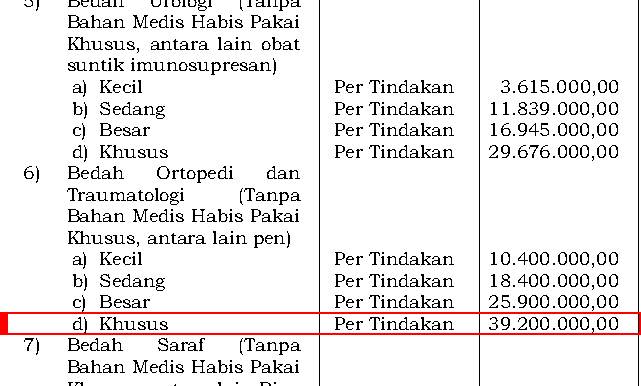 5) Bedah Urologi (Tanpa
Bahan Medis Habis Pakai
Khusus, antara lain obat
suntik imunosupresan)
a) Kecil Per Tindakan 3.615.000,00
b) Sedang Per Tindakan 11.839.000,00
c) Besar Per Tindakan 16.945.000,00
d) Khusus Per Tindakan 29.676.000,00
6) Bedah Ortopedi dan
Traumatologi (Tanpa
Bahan Medis Habis Pakai
Khusus, antara lain pen)
a) Kecil Per Tindakan 10.400.000,00
b) Sedang Per Tindakan 18.400.000,00
c) Besar Per Tindakan 25.900.000,00
d) Khusus Per Tindakan 39.200.000,00
7) Bedah Saraf (Tanpa
Bahan Medis Habis Pakai